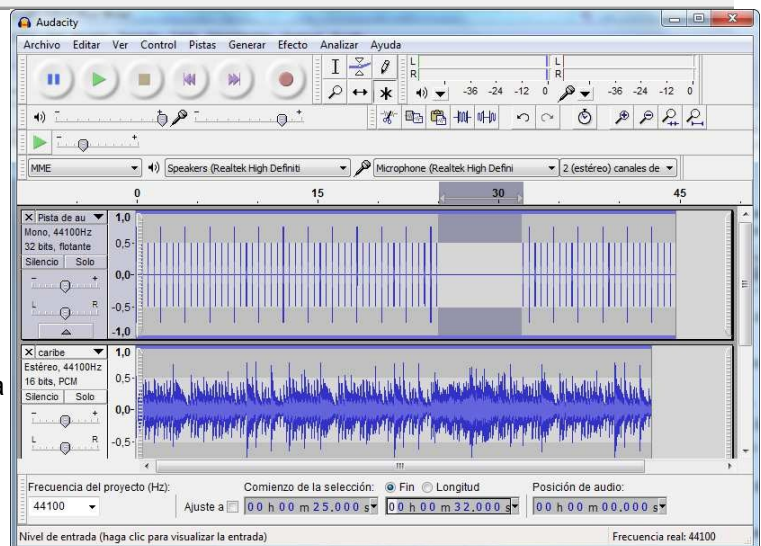 Audacity
Archivo Editar Ver Control Pistas Generar Efecto Analizar Ayuda
L
R
-36 -24 -12 0
L
R
-36 -24 -12 0
MME
Speakers (Realtek High Definiti
Microphone (Realtek High Defini
2 (estéreo) canales de
0 15 30 45
Pista de au
Mono, 44100Hz
32 bits, flotante
Silencio Solo
- +
L R
1,0
0,5-
0,0-
-0,5-
-1,0
caribe
Estéreo, 44100Hz
16 bits, PCM
Silencio Solo
- +
L R
1,0
0,5-
0,0-
-0,5-
a
Frecuencia del proyecto (Hz): Comienzo de la selección: Fin Longitud Posición de audio:
44100 Ajuste a 00 h 00 m 25.000 s 00 h 00 m 32.000 s 00 h 00 m 00.000 s
Nivel de entrada (haga clic para visualizar la entrada) Frecuencia real: 44100